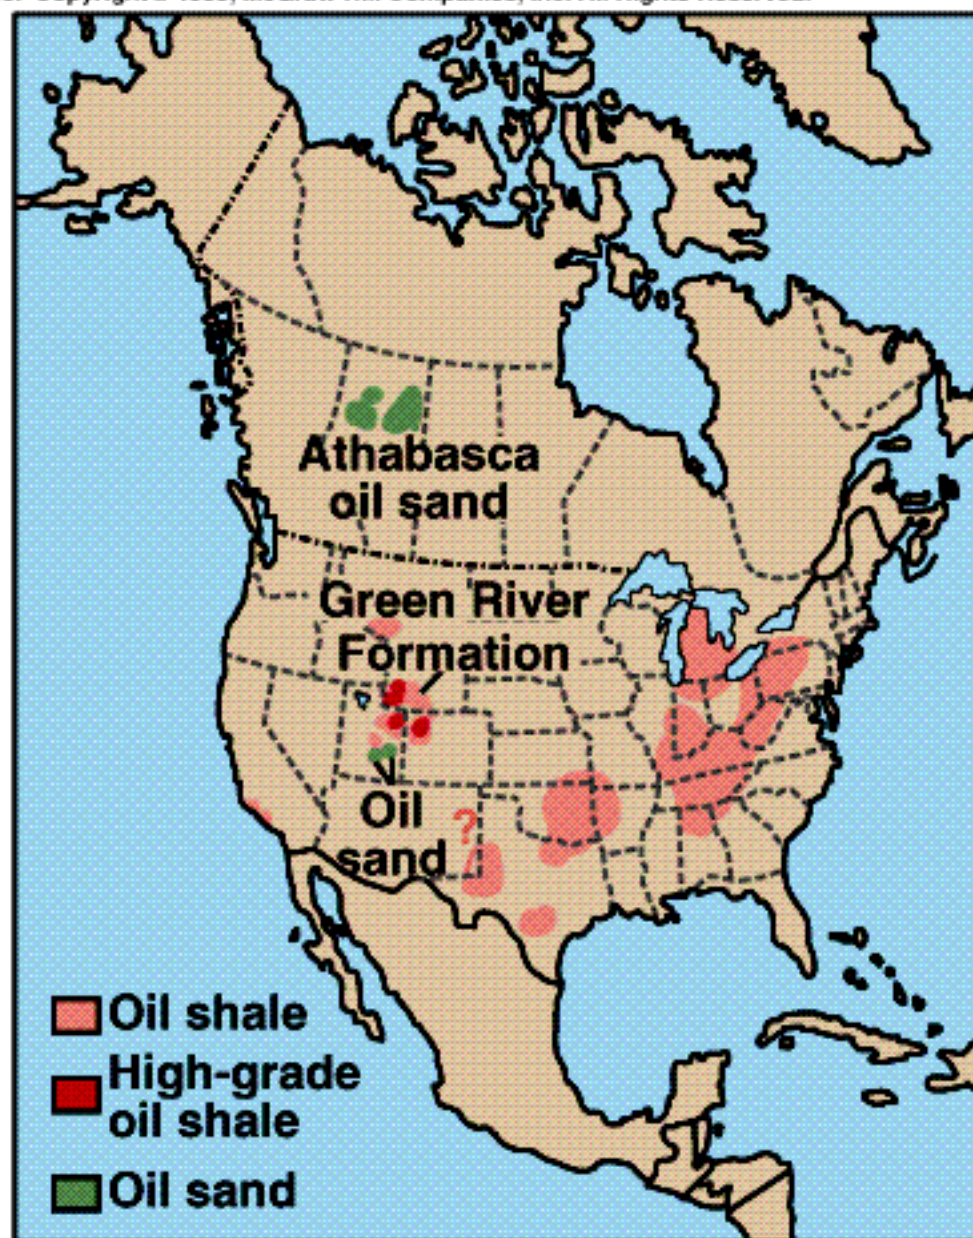 Athabasca
oil sand
Green River
Formation
Oil
sand
?
Oil shale
High-grade
oil shale
Oil sand